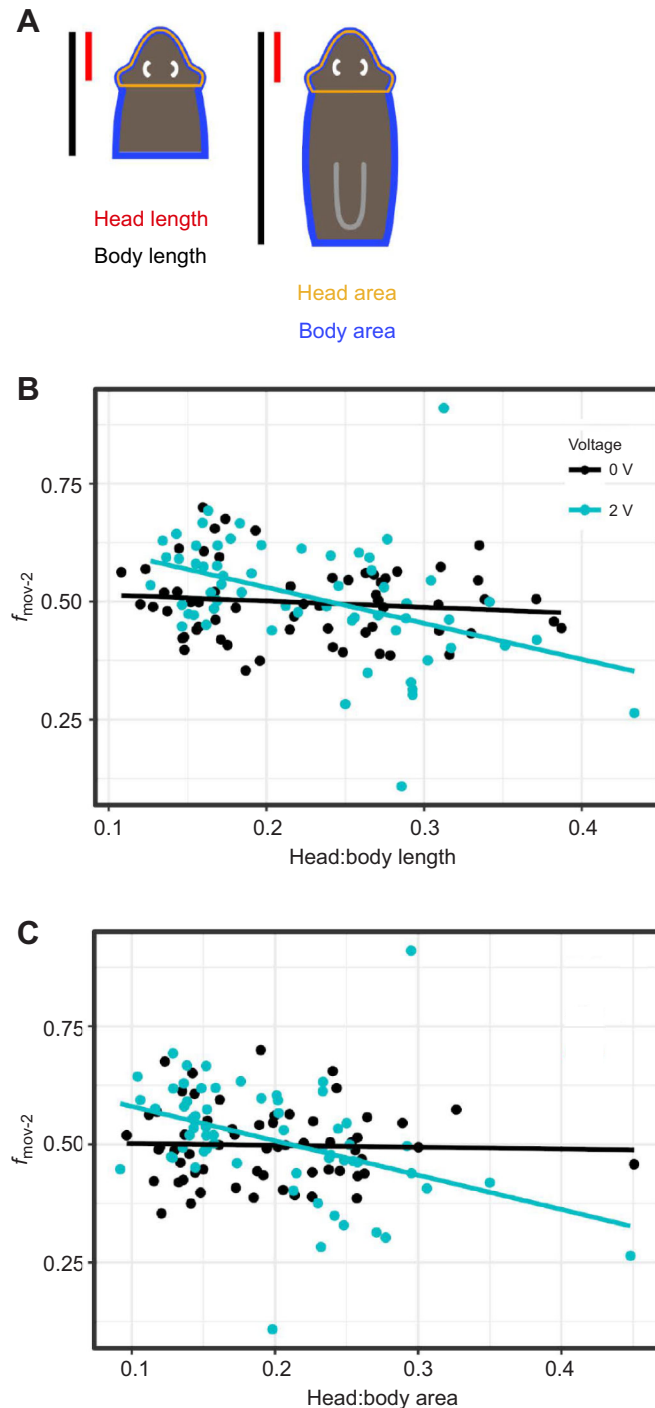 A
Head length
Body length
Head area
Body area
B
f mov-2
0.75
0.50
0.25
Voltage
0 V
2 V
0.1 0.2 0.3 0.4
Head:body length
C
f mov-2
0.75
0.50
0.25
0.1 0.2 0.3 0.4
Head:body area